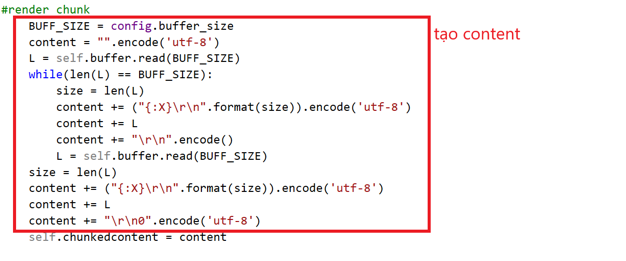 #render chunk
BUFF_SIZE = config.buffer_size
content = "".encode('utf-8')
L = self.buffer.read(BUFF_SIZE)
while(len(L) == BUFF_SIZE):
size = len(L)
content += ("{:X}\r\n".format(size)).encode('utf-8')
content += L
content += "\r\n".encode()
L = self.buffer.read(BUFF_SIZE)
size = len(L)
content += ("{:X}\r\n".format(size)).encode('utf-8')
content += L
content += "\r\n0".encode('utf-8')
self.chunkedcontent = content
tạo content